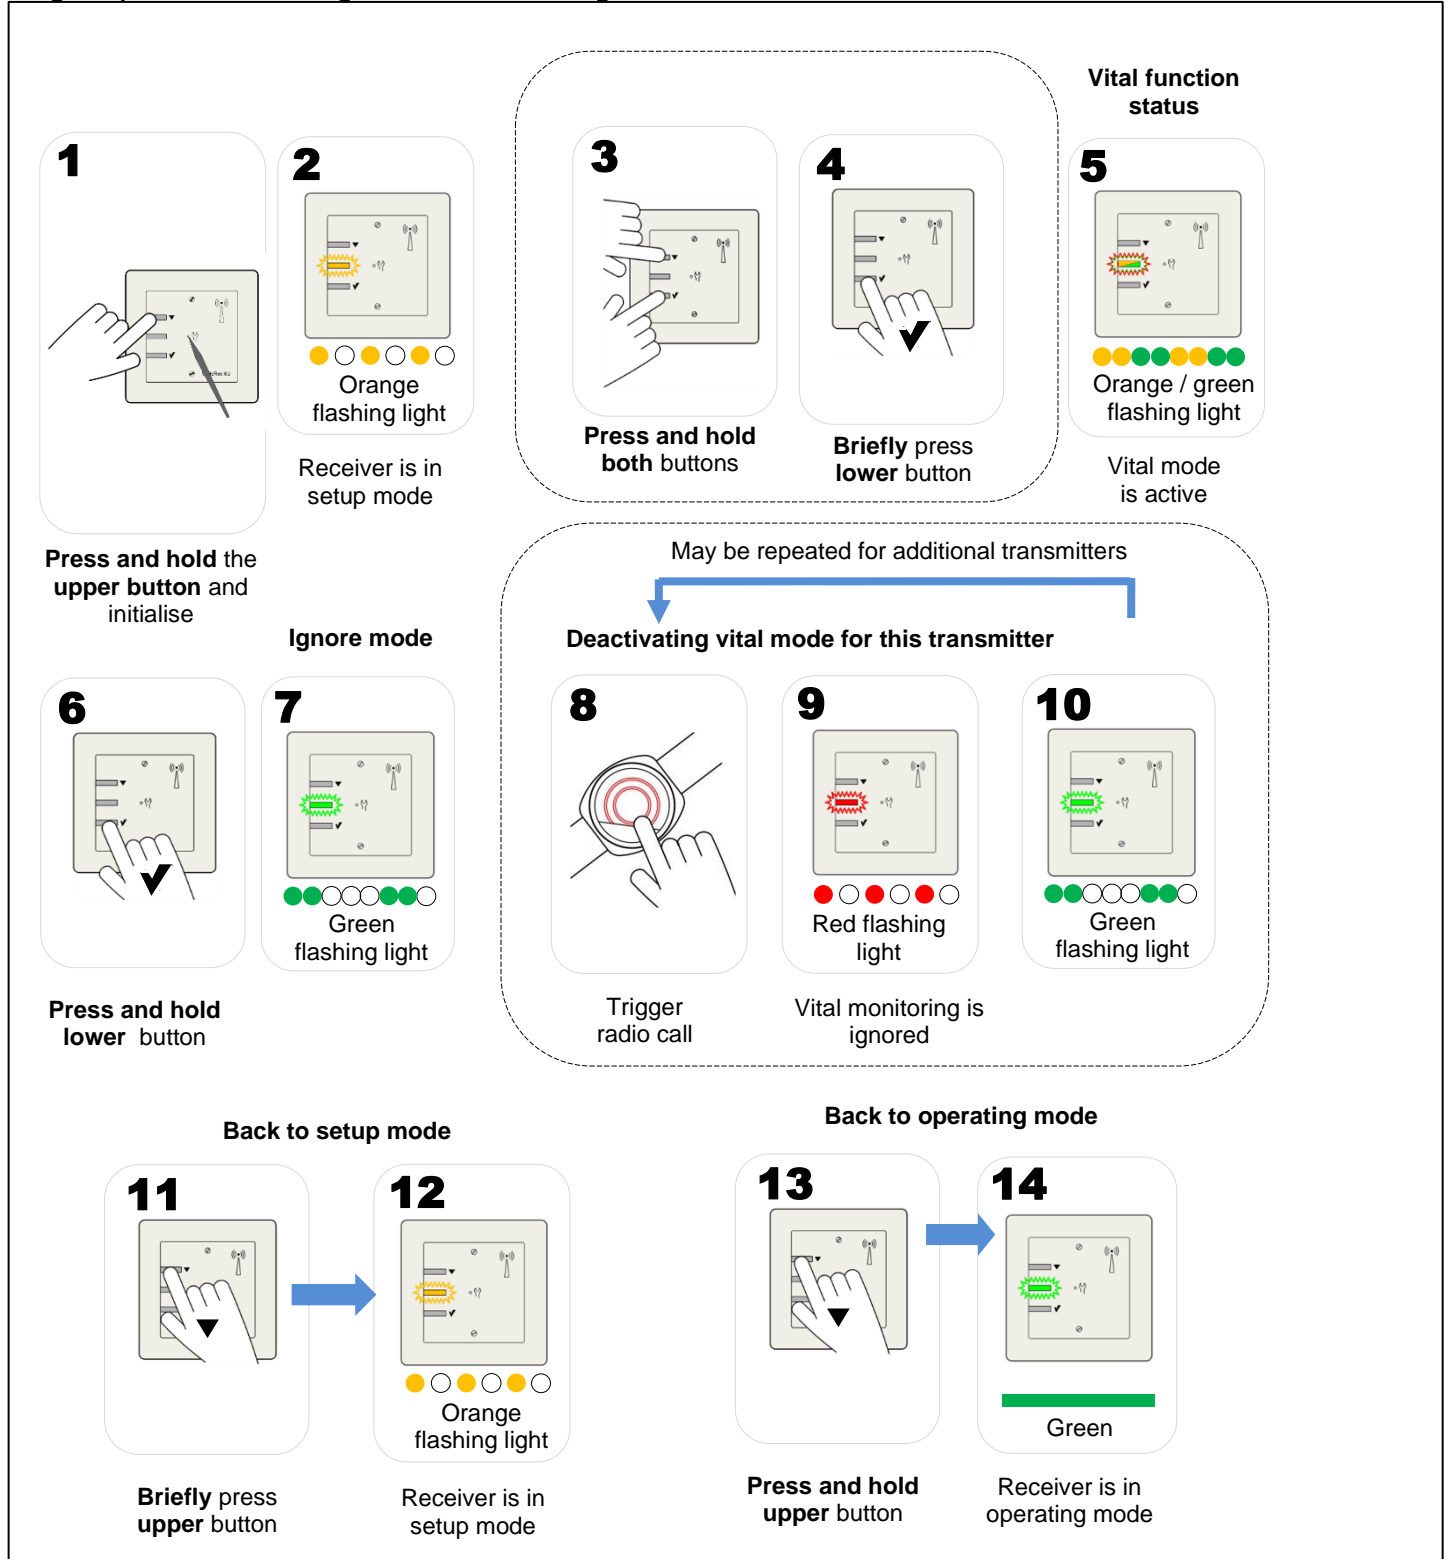 Vital function
status
1
2
3
4
5
Orange
flashing light
Orange / green
flashing light
Press and hold
both buttons
Briefly press
lower button
Receiver is in
setup mode
Vital mode
is active
Press and hold the
upper button and
initialise
May be repeated for additional transmitters
Ignore mode
Deactivating vital mode for this transmitter
6
7
8
9
10
Green
flashing light
Red flashing
light
Green
flashing light
Press and hold
lower button
Trigger
radio call
Vital monitoring is
ignored
Back to setup mode
Back to operating mode
11
12
13
14
Orange
flashing light
Green
Briefly press
upper button
Receiver is in
setup mode
Press and hold
upper button
Receiver is in
operating mode